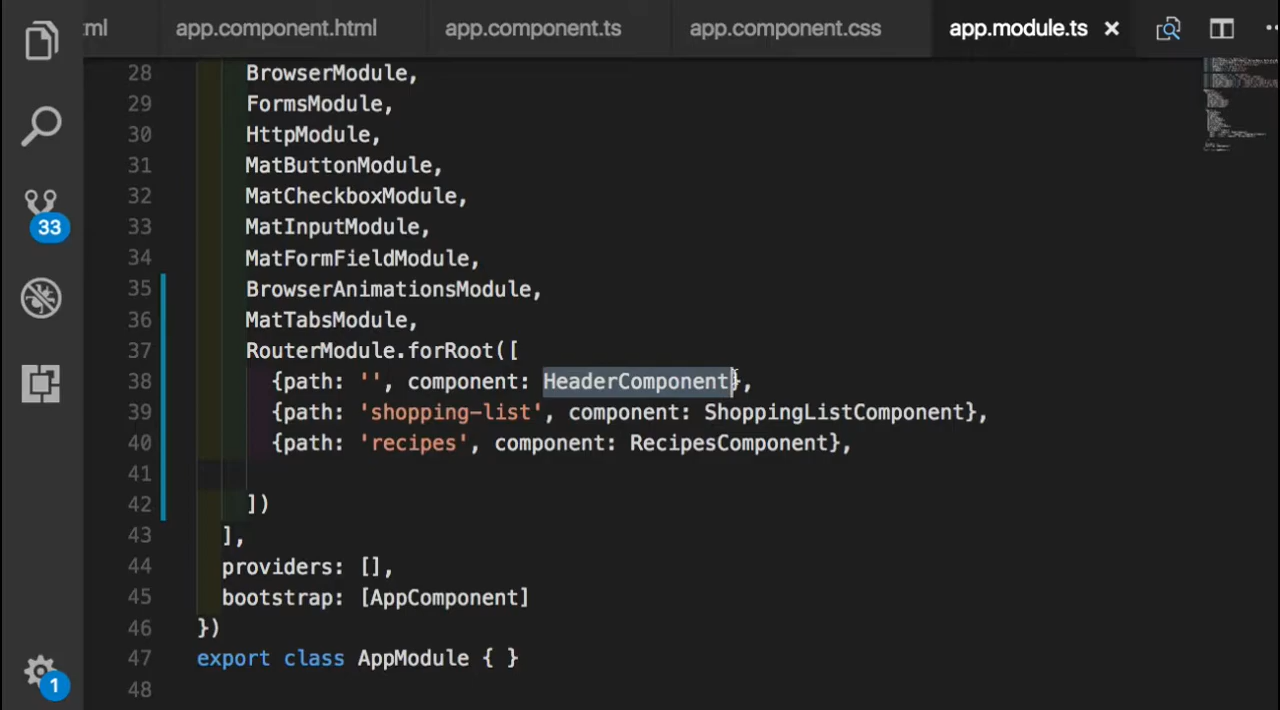 ml app.component.html app.component.ts app.component.css app.module.ts ×
28 BrowserModule,
29 FormsModule,
30 HttpModule,
31 MatButtonModule,
32 MatCheckboxModule,
33 MatInputModule,
34 MatFormFieldModule,
35 BrowserAnimationsModule,
36 MatTabsModule,
37 RouterModule.forRoot([
38 {path: '', component: HeaderComponent},
39 {path: 'shopping-list', component: ShoppingListComponent},
40 {path: 'recipes', component: RecipesComponent},
41
42 ])
43 ],
44 providers: [],
45 bootstrap: [AppComponent]
46 })
47 export class AppModule { }
48
33
1